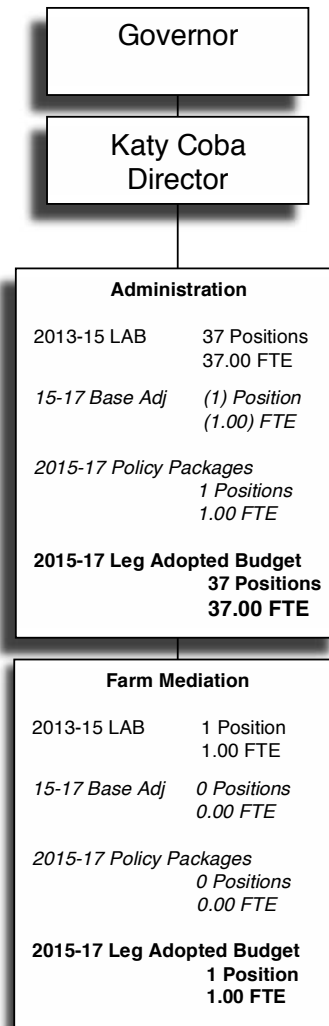 Governor
Katy Coba
Director
Administration
2013-15 LAB 37 Positions
37.00 FTE
15-17 Base Adj (1) Position
(1.00) FTE
2015-17 Policy Packages
1 Positions
1.00 FTE
2015-17 Leg Adopted Budget
37 Positions
37.00 FTE
Farm Mediation
2013-15 LAB 1 Position
1.00 FTE
15-17 Base Adj 0 Positions
0.00 FTE
2015-17 Policy Packages
0 Positions
0.00 FTE
2015-17 Leg Adopted Budget
1 Position
1.00 FTE